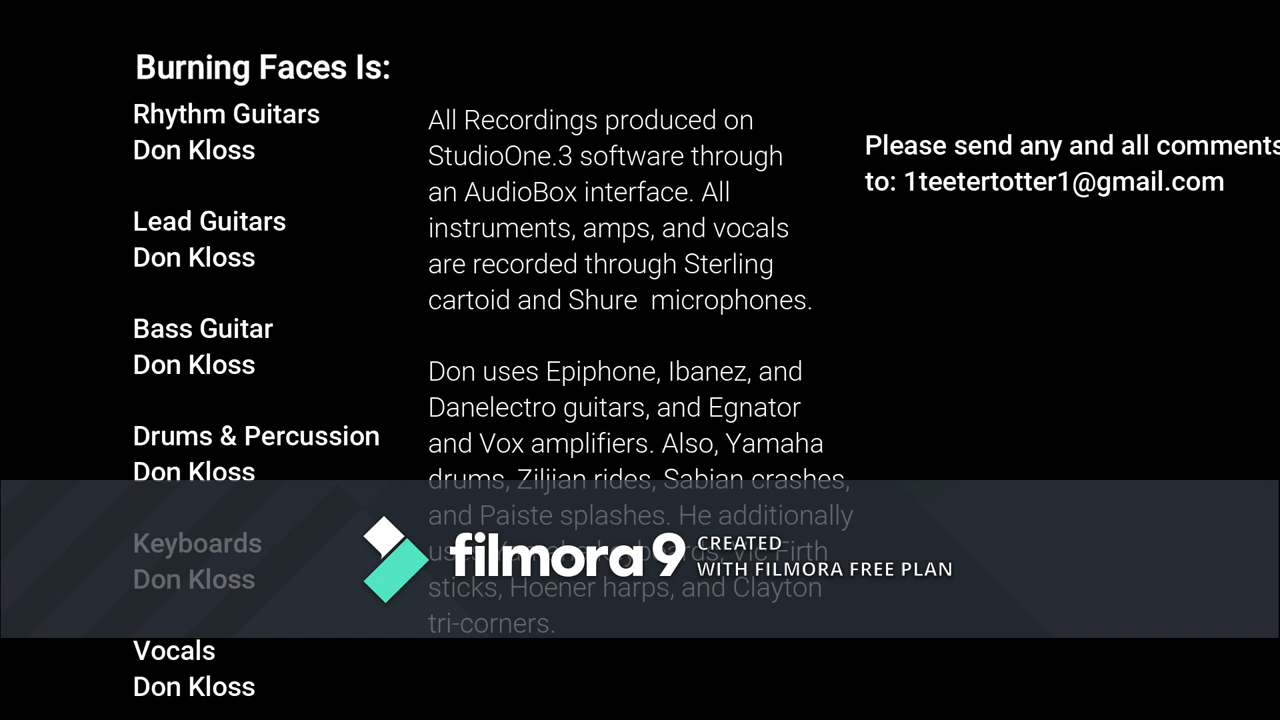 Burning Faces Is:
Rhythm Guitars
Don Kloss
Lead Guitars
Don Kloss
Bass Guitar
Don Kloss
Drums & Percussion
Don Kloss
Keyboards
Don Kloss
Vocals
Don Kloss
All Recordings produced on
StudioOne.3 software through
an AudioBox interface. All
instruments, amps, and vocals
are recorded through Sterling
cartoid and Shure  microphones.
Don uses Epiphone, Ibanez, and
Danelectro guitars, and Egnator
and Vox amplifiers. Also, Yamaha
drums, Ziljian rides, Sabian crashes,
and Paiste splashes. He additionally
uses Yamaha keyboards, Vic Firth
sticks, Hoener harps, and Clayton
tri-corners.
Please send any and all comments
to: 1teetertotter1@gmail.com
filmora9
CREATED
WITH FILMORA FREE PLAN